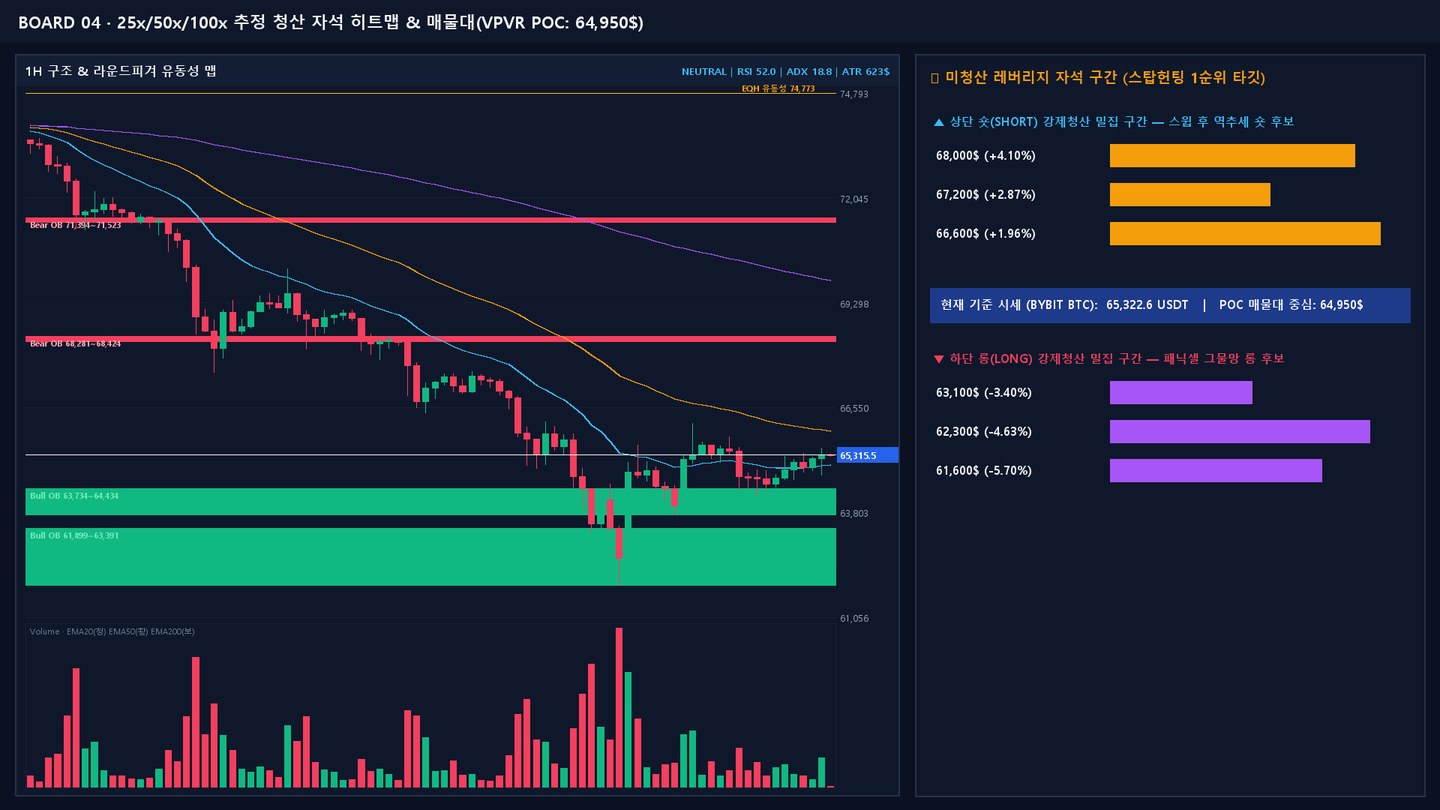 BOARD 04 · 25x/50x/100x 추정 청산 자석 히트맵 & 매물대(VPVR POC: 64,950$)
1H 구조 & 라운드피겨 유동성 맵
NEUTRAL | RSI 52.0 | ADX 18.8 | ATR 623$
EQH 유동성 74,773
74,793
72,045
Bear OB 71,394~71,523
69,298
Bear OB 68,281~68,424
66,550
65,315.5
Bull OB 63,734~64,434
63,803
Bull OB 61,899~63,391
61,056
Volume · EMA20(청) EMA50(황) EMA200(보)
미청산 레버리지 자석 구간 (스탑헌팅 1순위 타깃)
▲ 상단 숏(SHORT) 강제청산 밀집 구간 — 스윕 후 역추세 숏 후보
68,000$ (+4.10%)
67,200$ (+2.87%)
66,600$ (+1.96%)
현재 기준 시세 (BYBIT BTC): 65,322.6 USDT | POC 매물대 중심: 64,950$
▼ 하단 롱(LONG) 강제청산 밀집 구간 — 패닉셀 그물망 롱 후보
63,100$ (-3.40%)
62,300$ (-4.63%)
61,600$ (-5.70%)